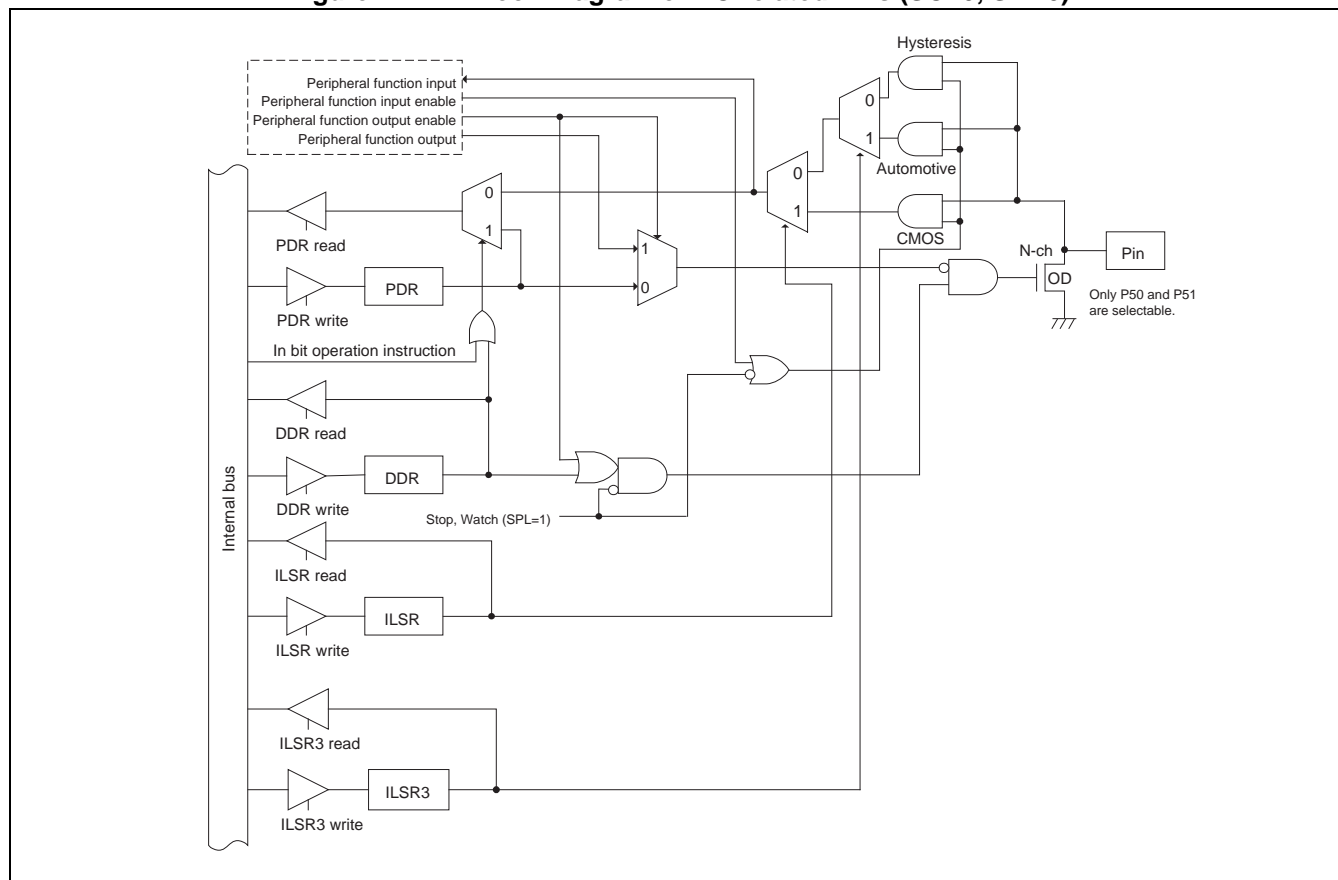 Hysteresis
Peripheral function input
Peripheral function input enable
Peripheral function output enable
Peripheral function output
0
1
Automotive
0
1
CMOS
0
1
PDR read
PDR write
PDR
1
0
N-ch
OD
Pin
Only P50 and P51
are selectable.
In bit operation instruction
DDR read
DDR write
DDR
Stop, Watch (SPL=1)
Internal bus
ILSR read
ILSR write
ILSR
ILSR3 read
ILSR3 write
ILSR3